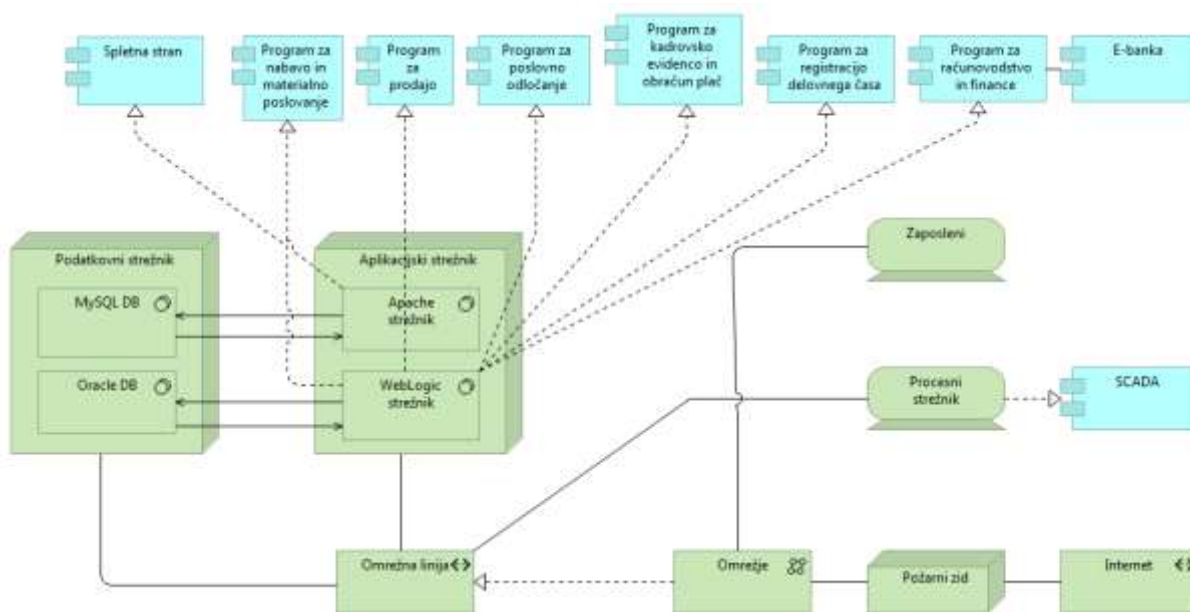 Spletna stran
Program za
nabavo in
materialno
poslovanje
Program
za
prodajo
Program za
poslovno
odločanje
Program za
kadrovsko
evidenco in
obračun plač
Program za
registracijo
delovnega časa
Program za
računovodstvo
in finance
E-banka
Podatkovni strežnik
MySQL DB
Oracle DB
Aplikacijski strežnik
Apache
strežnik
WebLogic
strežnik
Zaposleni
Procesni
strežnik
SCADA
Omrežna linija
Omrežje
Požarni zid
Internet